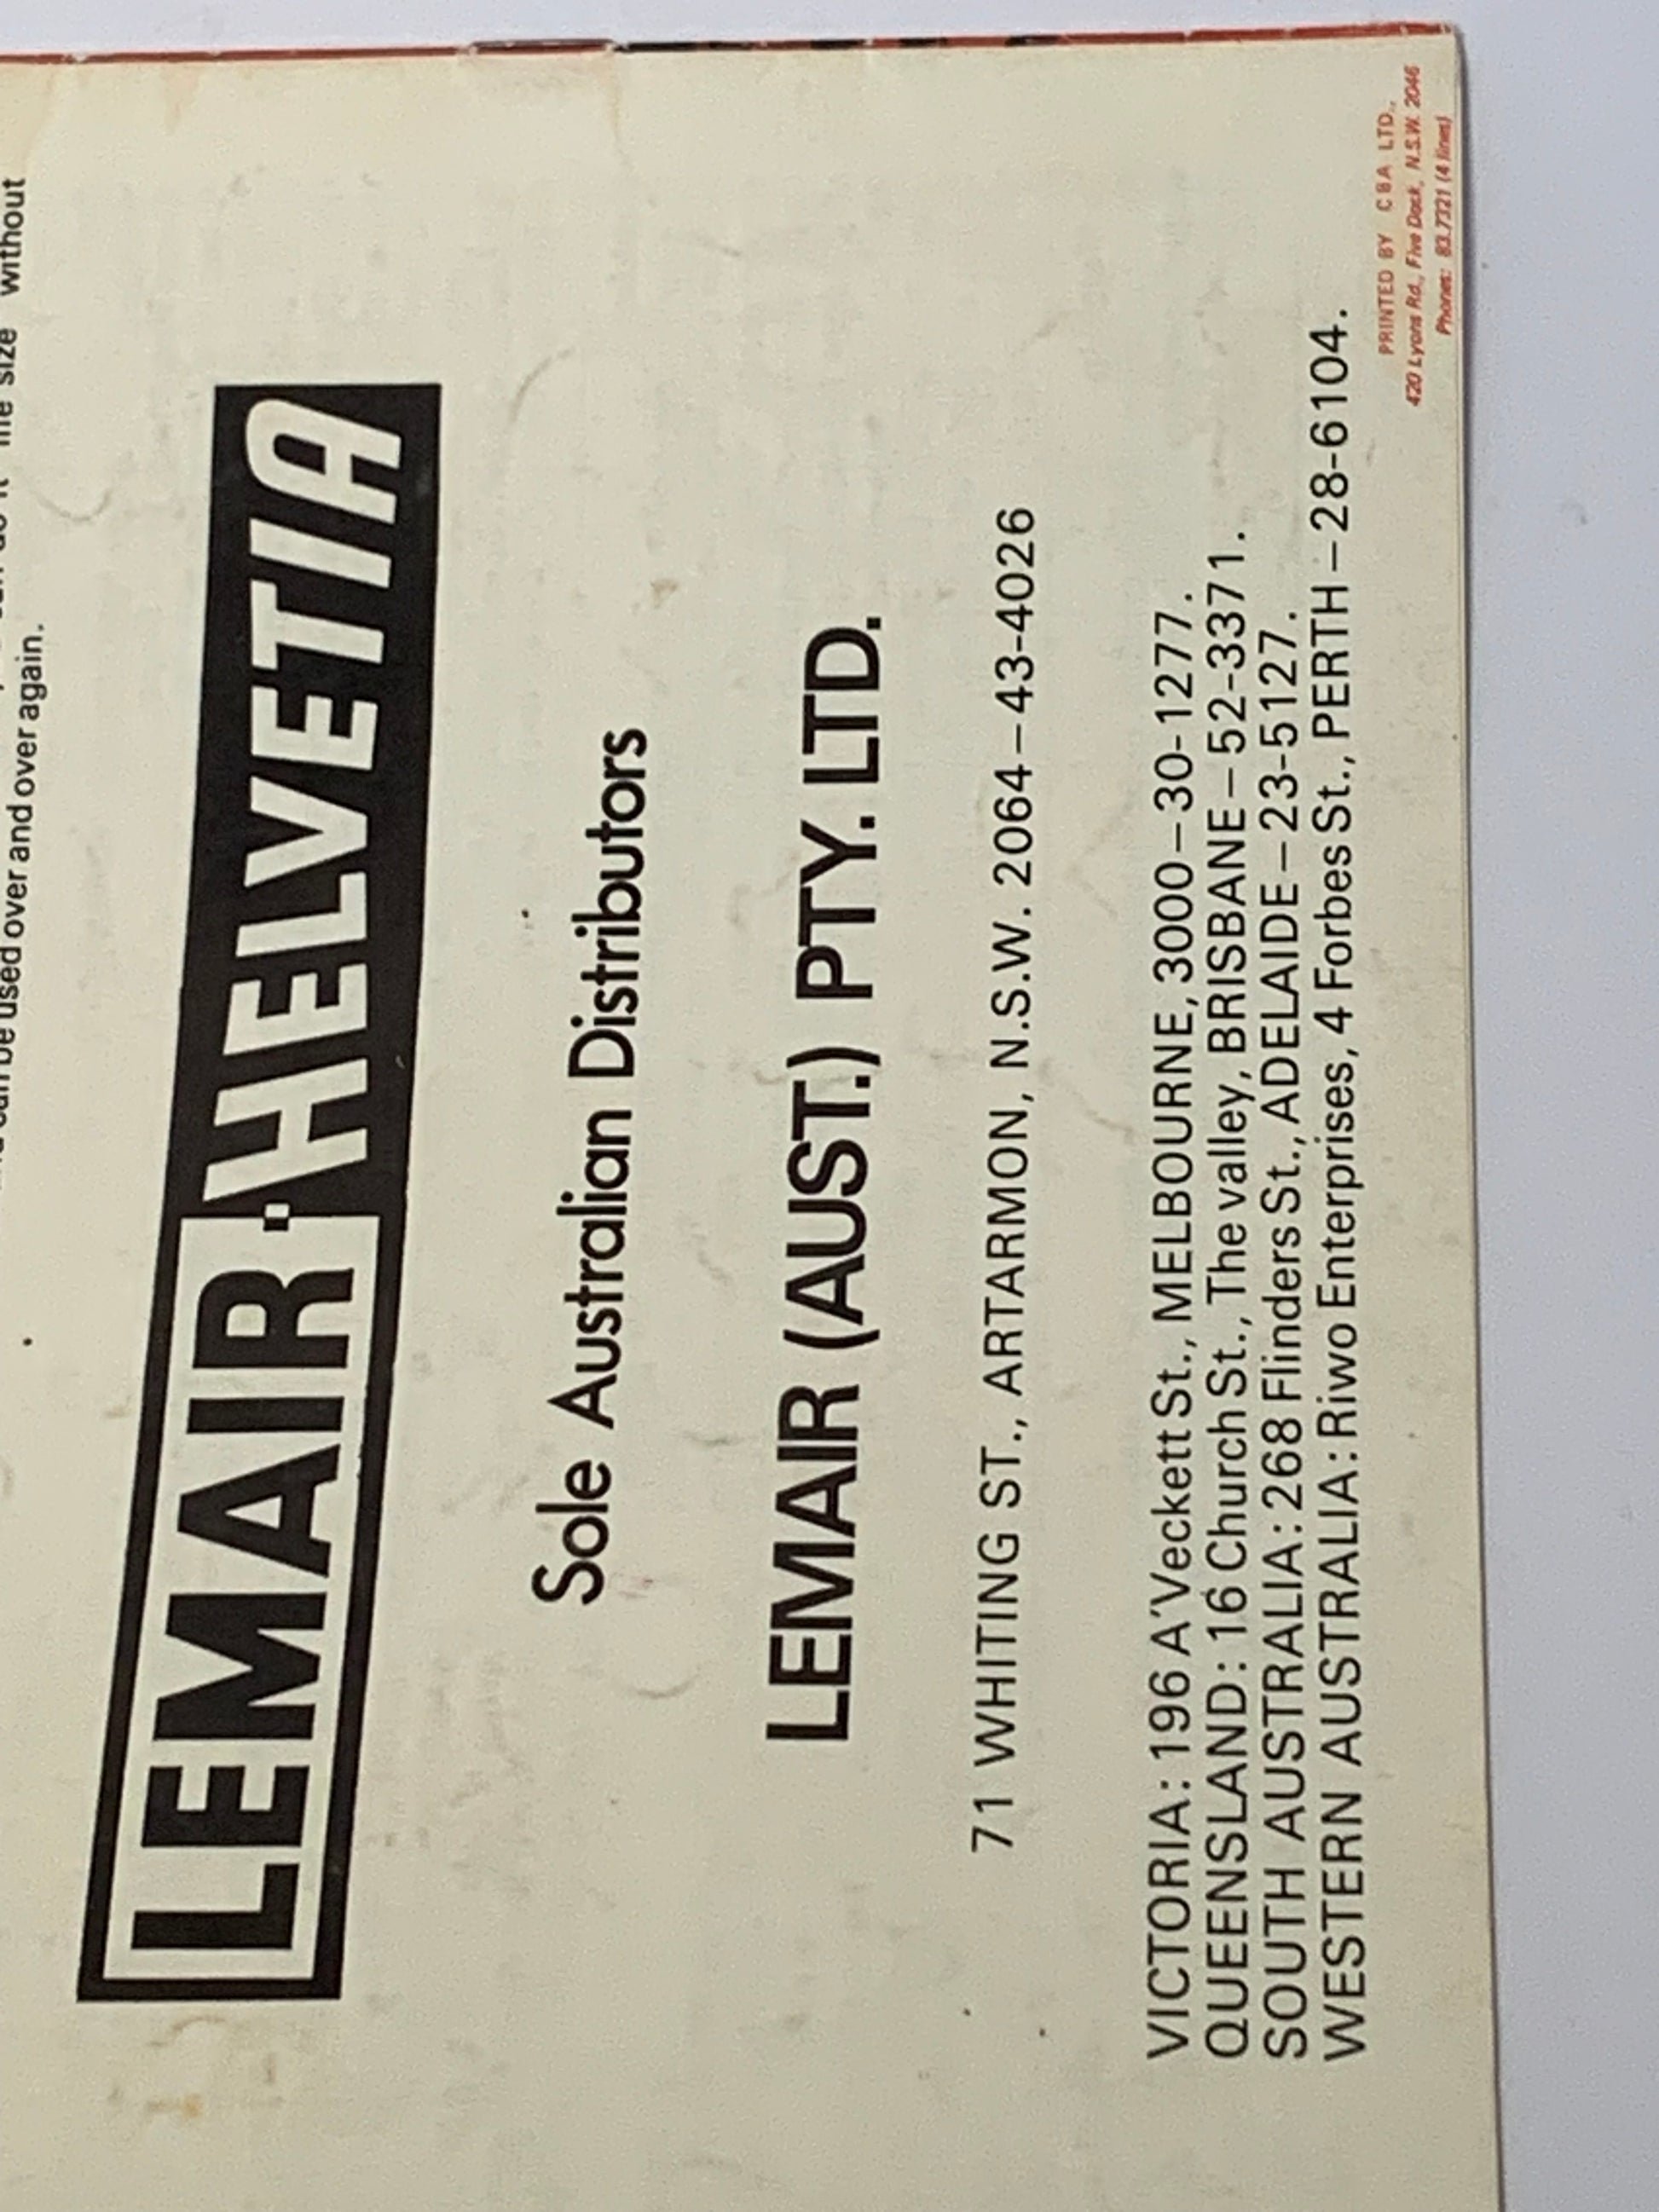 size without
be used over and over again.
LEMAIR·HELVETIA
Sole Australian Distributors
LEMAIR (AUST.) PTY. LTD.
71 WHITING ST., ARTARMON, N.S.W. 2064–43-4026
VICTORIA: 196 A'Veckett St., MELBOURNE, 3000–30-1277.
QUEENSLAND: 16 Church St., The valley, BRISBANE–52-3371.
SOUTH AUSTRALIA: 268 Flinders St., ADELAIDE–23-5127.
WESTERN AUSTRALIA: Riwo Enterprises, 4 Forbes St., PERTH–28-6104.
PRINTED BY CBA LTD.,
420 Lyons Rd., Five Dock, N.S.W. 2046
Phones: 83.7321 (4 lines)